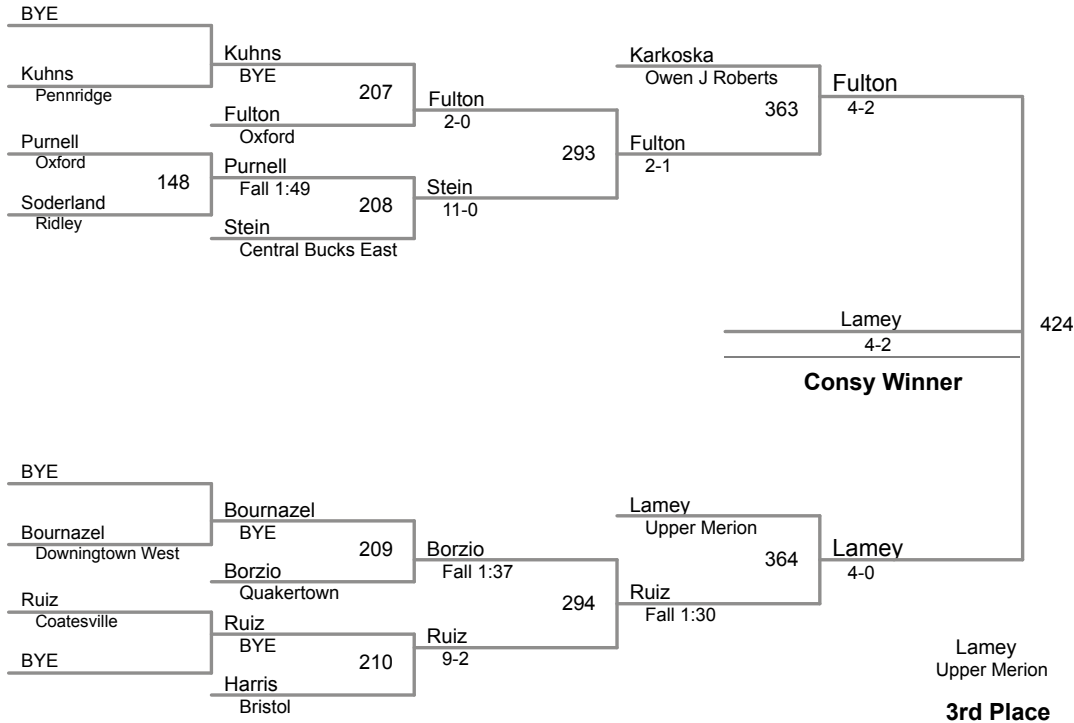 BYE
Kuhns
Pennridge
Kuhns
BYE
207
Fulton
Oxford
Purnell
Oxford
148
Soderland
Ridley
Purnell
Fall 1:49
208
Stein
Central Bucks East
Fulton
2-0
293
Stein
11-0
Karkoska
Owen J Roberts
363
Fulton
2-1
Fulton
4-2
Lamey
4-2
424
Consy Winner
BYE
Bournazel
Downingtown West
Bournazel
BYE
209
Borzio
Quakertown
Ruiz
Coatesville
BYE
Ruiz
BYE
210
Harris
Bristol
Borzio
Fall 1:37
294
Ruiz
9-2
Lamey
Upper Merion
364
Ruiz
Fall 1:30
Lamey
4-0
Lamey
Upper Merion
3rd Place